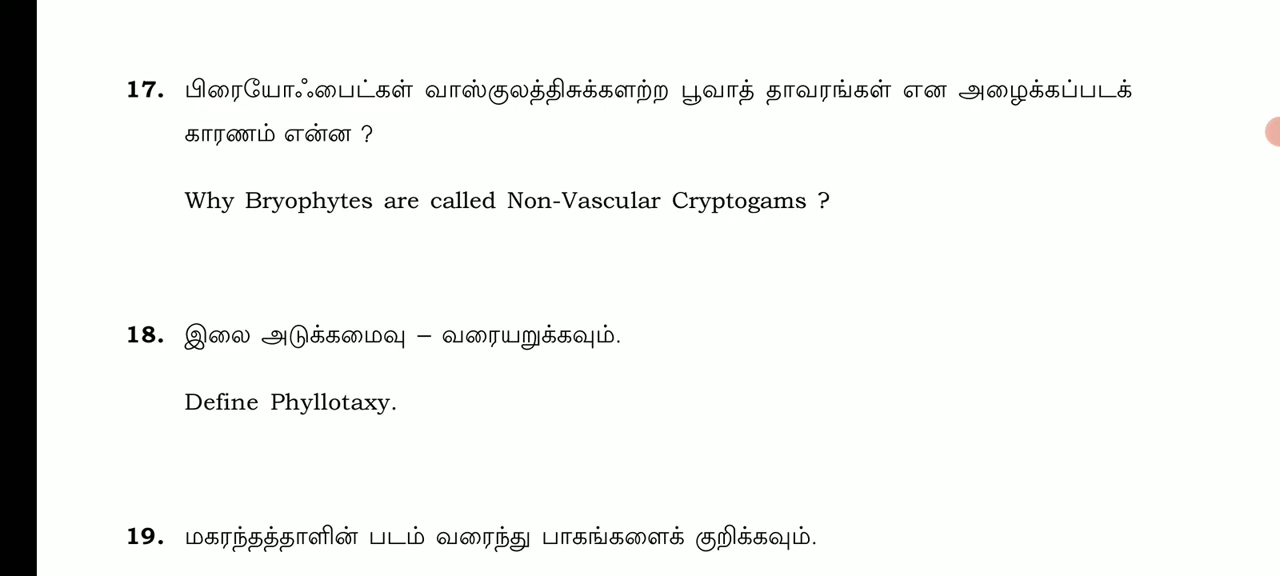 17. பிரையோஃபைட்கள் வாஸ்குலத்திசுக்களற்ற பூவாத் தாவரங்கள் என அழைக்கப்படக்
காரணம் என்ன ?
Why Bryophytes are called Non-Vascular Cryptogams ?
18. இலை அடுக்கமைவு – வரையறுக்கவும்.
Define Phyllotaxy.
19. மகரந்தத்தாளின் படம் வரைந்து பாகங்களைக் குறிக்கவும்.